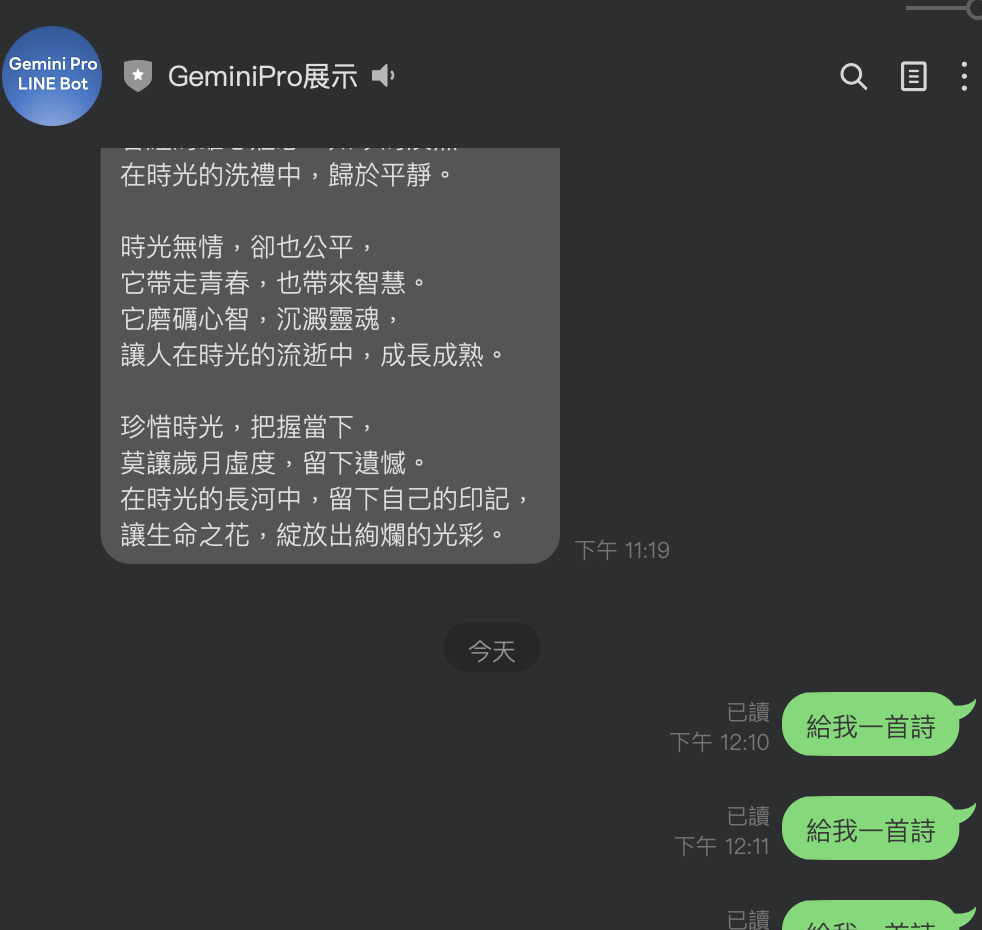 Gemini Pro
LINE Bot
GeminiPro展示
在時光的洗禮中，歸於平靜。
時光無情，卻也公平，
它帶走青春，也帶來智慧。
它磨礪心智，沉澱靈魂，
讓人在時光的流逝中，成長成熟。
珍惜時光，把握當下，
莫讓歲月虛度，留下遺憾。
在時光的長河中，留下自己的印記，
讓生命之花，綻放出絢爛的光彩。
下午 11:19
今天
已讀
下午 12:10
給我一首詩
已讀
下午 12:11
給我一首詩
已讀
給我一首詩